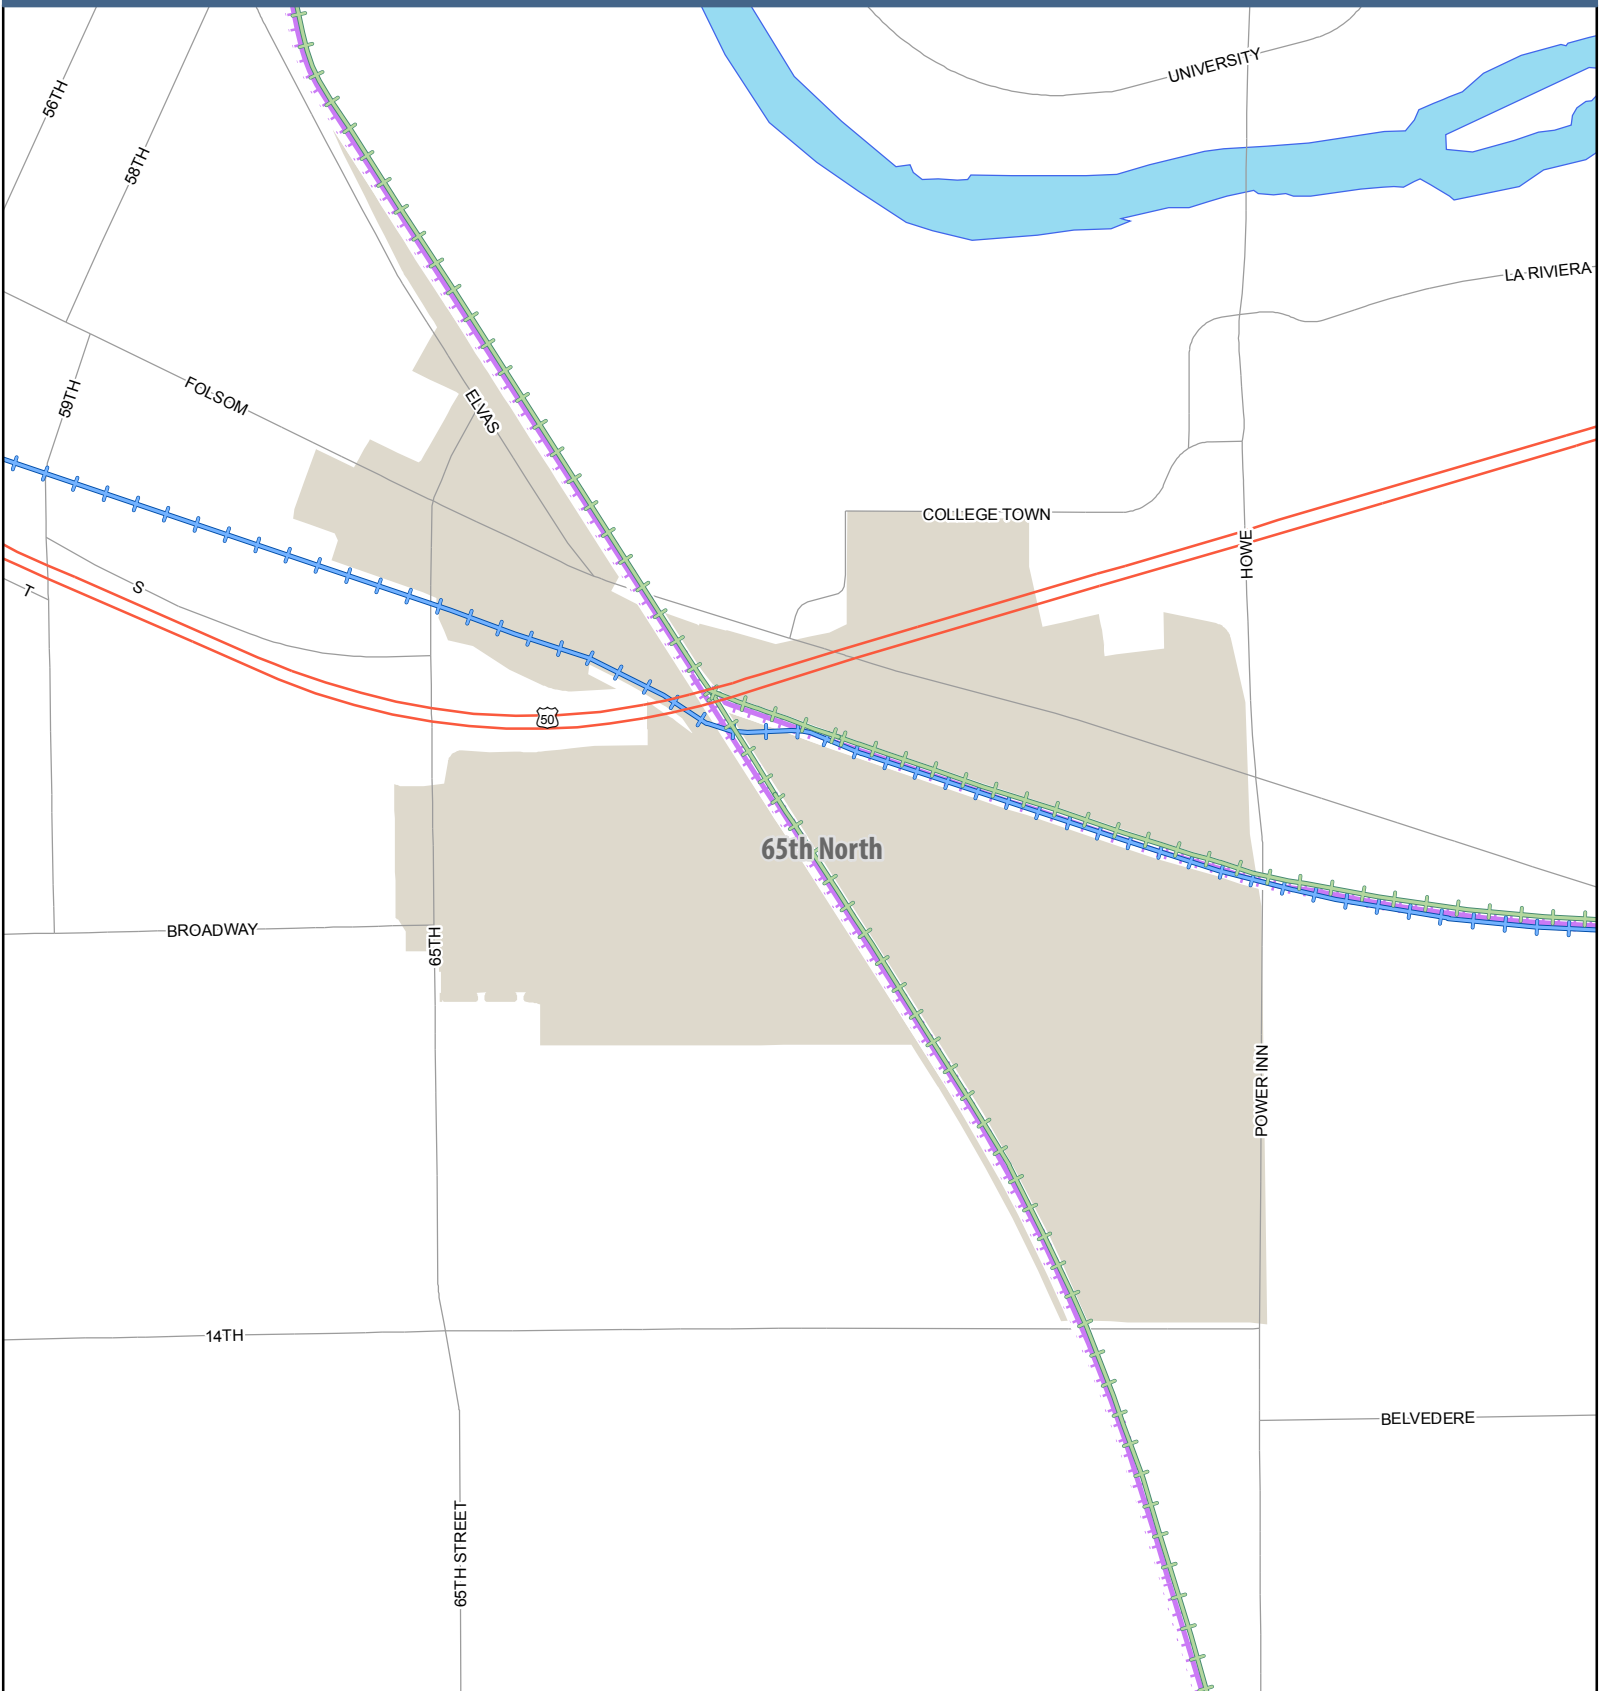 UNIVERSITY
56TH
58TH
LA RIVIERA
59TH
FOLSOM
ELVAS
COLLEGE TOWN
HOWE
S
T
50
65th North
BROADWAY
65TH
POWER INN
14TH
BELVEDERE
65TH STREET